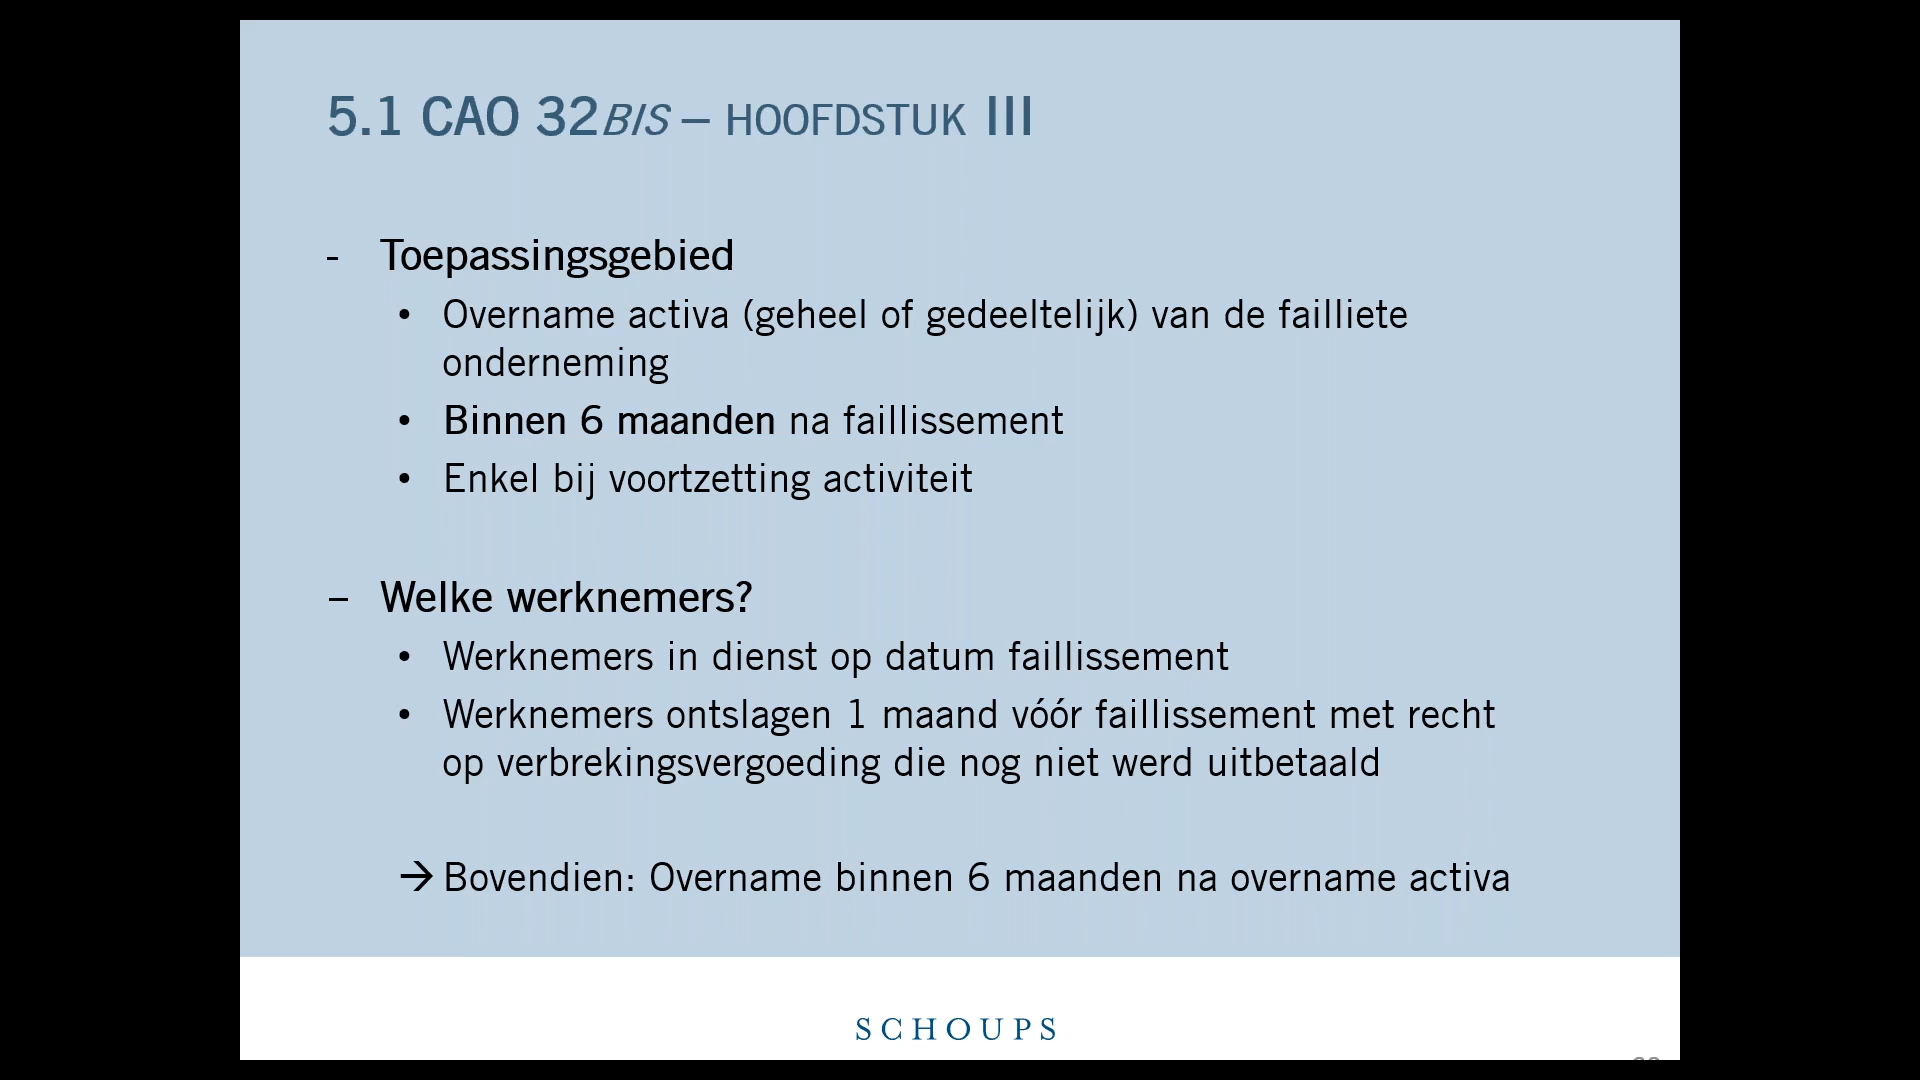 5.1 CAO 32BIS – HOOFDSTUK III
- Toepassingsgebied
• Overname activa (geheel of gedeeltelijk) van de failliete
onderneming
• Binnen 6 maanden na faillissement
• Enkel bij voortzetting activiteit
– Welke werknemers?
• Werknemers in dienst op datum faillissement
• Werknemers ontslagen 1 maand vóór faillissement met recht
op verbrekingsvergoeding die nog niet werd uitbetaald
→ Bovendien: Overname binnen 6 maanden na overname activa
SCHOUPS